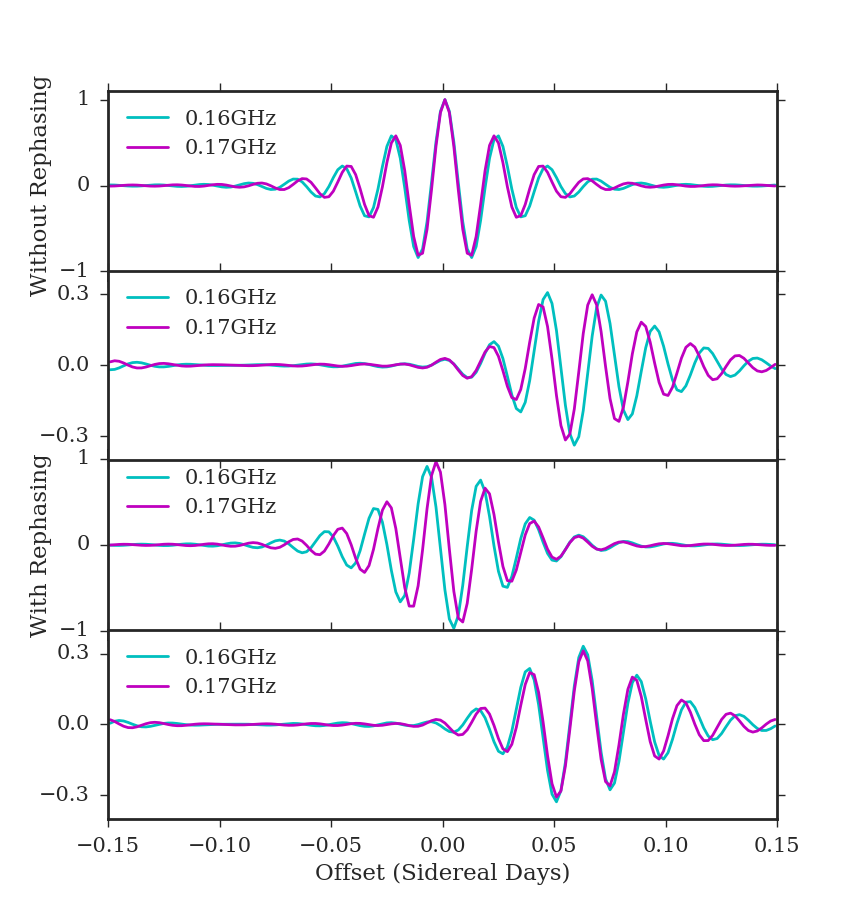 Without Rephasing
With Rephasing
1
0
−1
0.16GHz
0.17GHz
0.3
0.0
−0.3
0.16GHz
0.17GHz
1
0
−1
0.16GHz
0.17GHz
0.3
0.0
−0.3
0.16GHz
0.17GHz
−0.15 −0.10 −0.05 0.00 0.05 0.10 0.15
Offset (Sidereal Days)